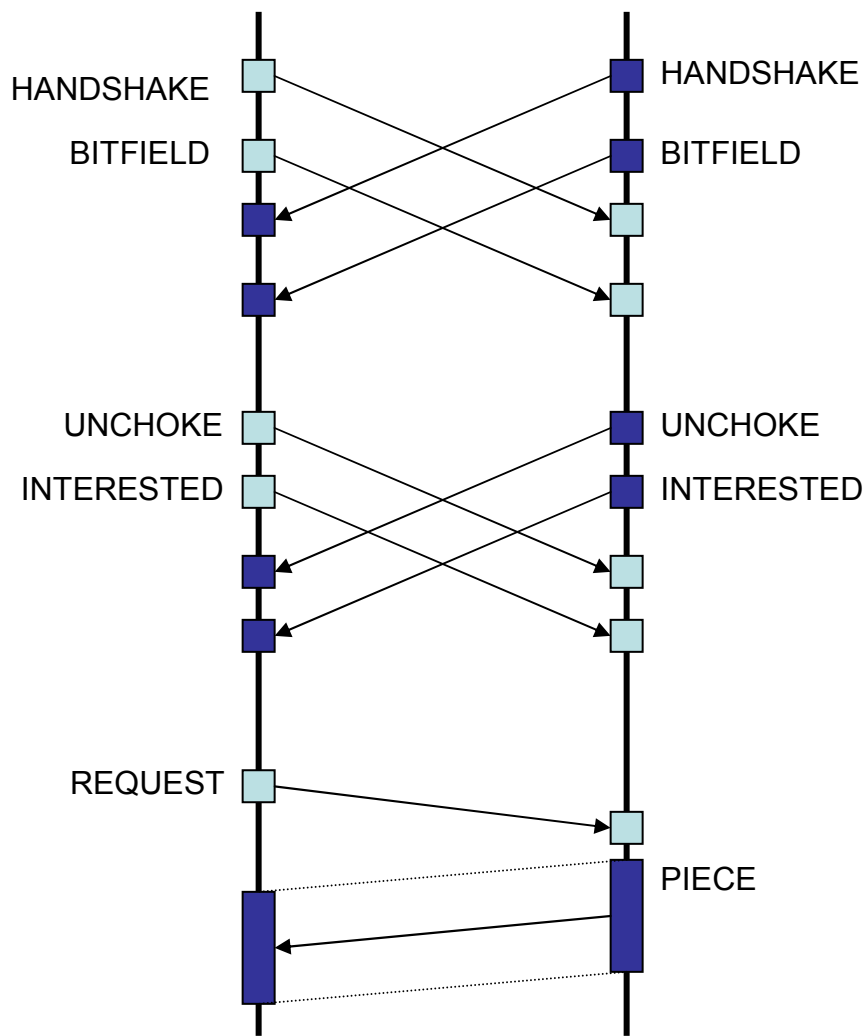 HANDSHAKE
HANDSHAKE
BITFIELD
BITFIELD
UNCHOKE
UNCHOKE
INTERESTED
INTERESTED
REQUEST
PIECE